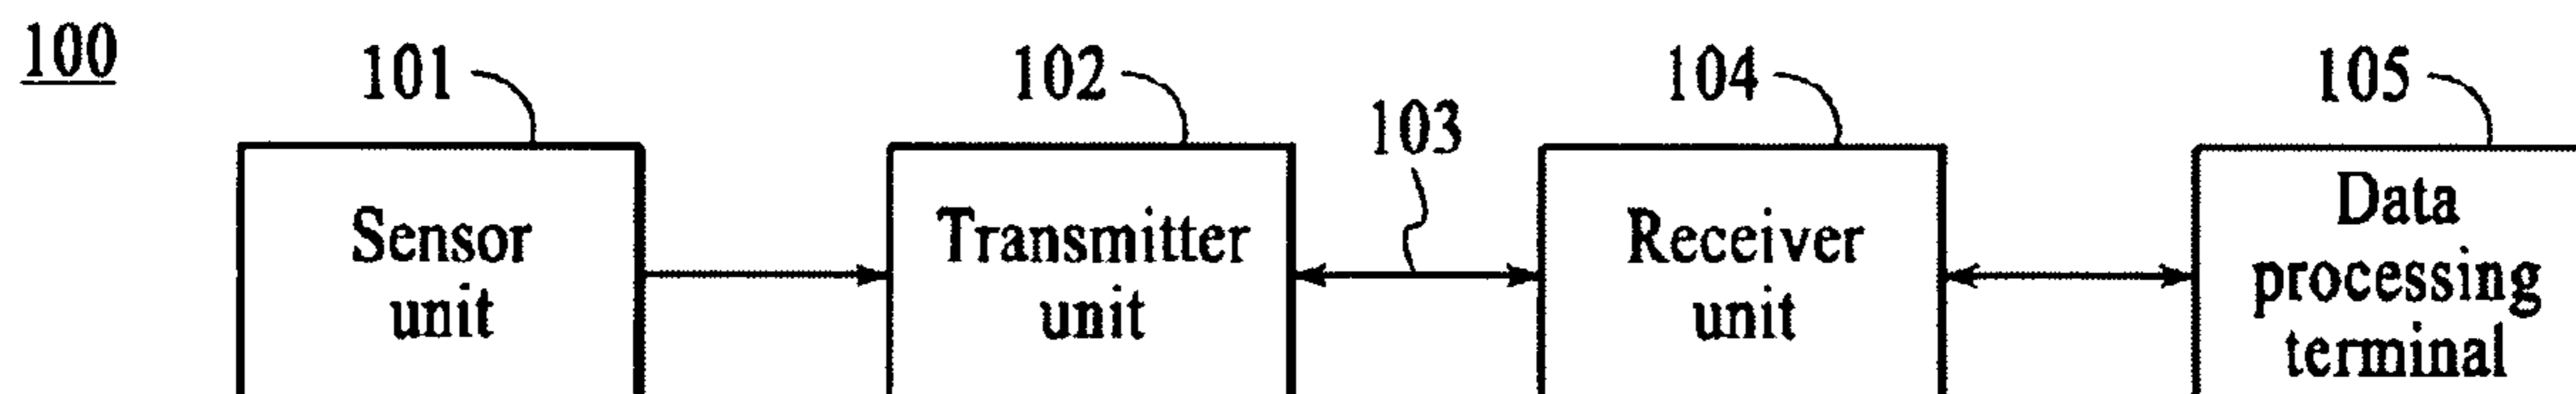 100
101
102
103
104
105
Sensor
unit
Transmitter
unit
Receiver
unit
Data
processing
terminal